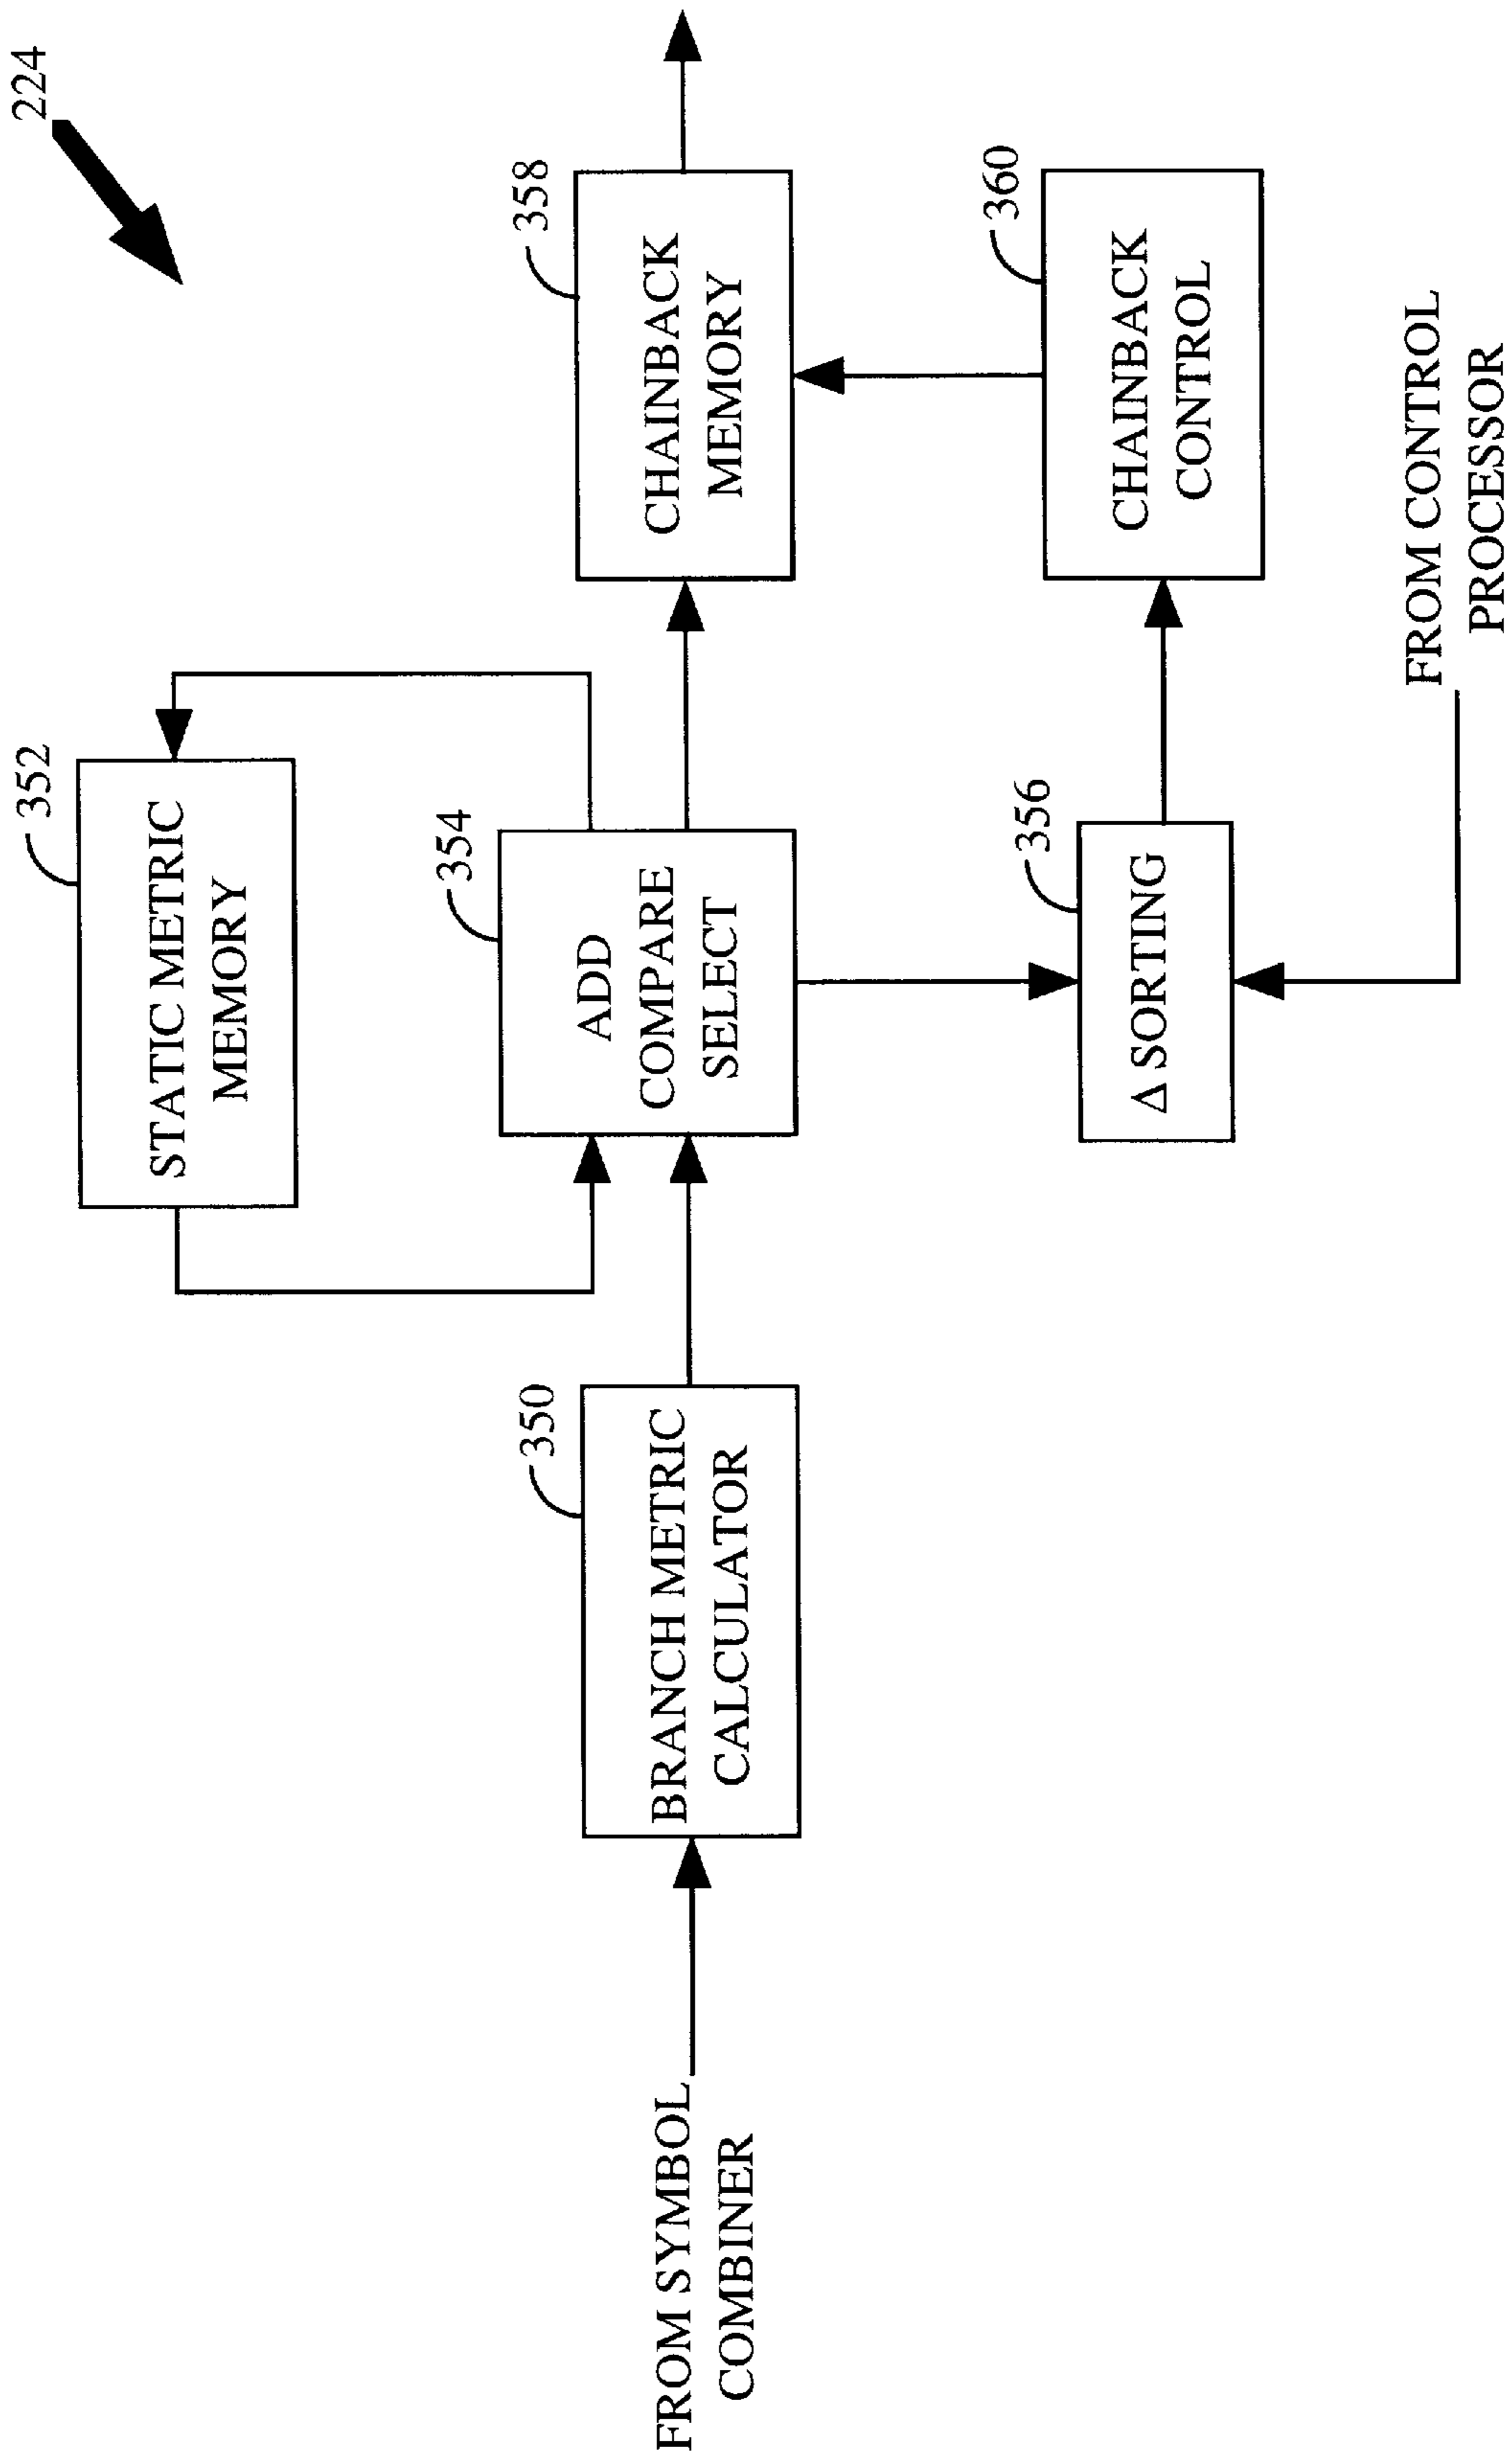 224
352
STATIC METRIC
MEMORY
354
ADD
COMPARE
SELECT
358
CHAINBACK
MEMORY
350
BRANCH METRIC
CALCULATOR
FROM SYMBOL
COMBINER
356
Δ SORTING
360
CHAINBACK
CONTROL
FROM CONTROL
PROCESSOR